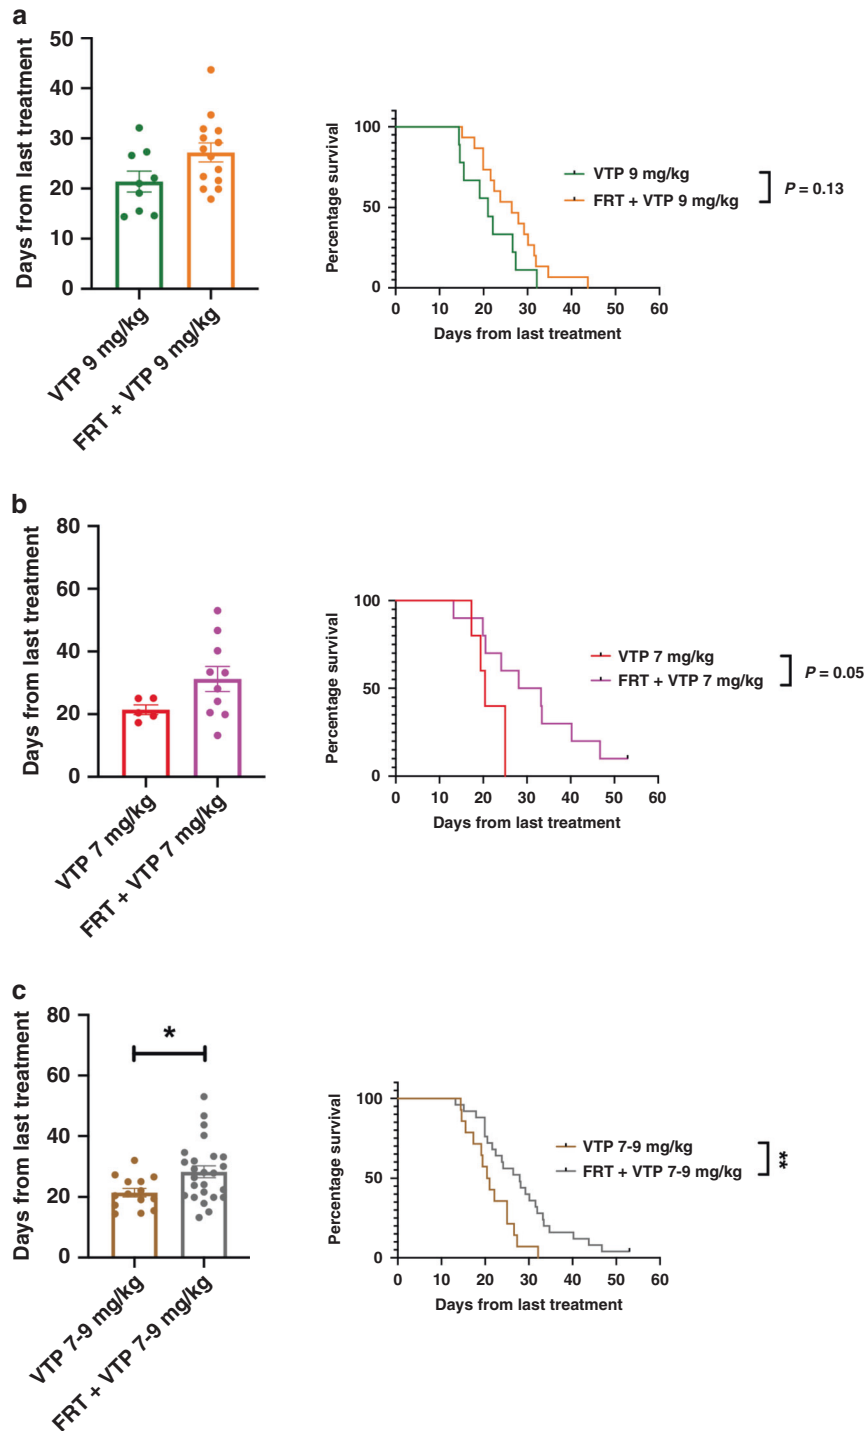 a
Days from last treatment
50
40
30
20
10
0
VTP 9 mg/kg
FRT + VTP 9 mg/kg
Percentage survival
100
50
0
0 10 20 30 40 50 60
Days from last treatment
VTP 9 mg/kg
FRT + VTP 9 mg/kg
P = 0.13
b
Days from last treatment
80
60
40
20
0
VTP 7 mg/kg
FRT + VTP 7 mg/kg
Percentage survival
100
50
0
0 10 20 30 40 50 60
Days from last treatment
VTP 7 mg/kg
FRT + VTP 7 mg/kg
P = 0.05
c
Days from last treatment
80
60
40
20
0
*
VTP 7-9 mg/kg
FRT + VTP 7-9 mg/kg
Percentage survival
100
50
0
0 10 20 30 40 50 60
Days from last treatment
VTP 7-9 mg/kg
FRT + VTP 7-9 mg/kg
**